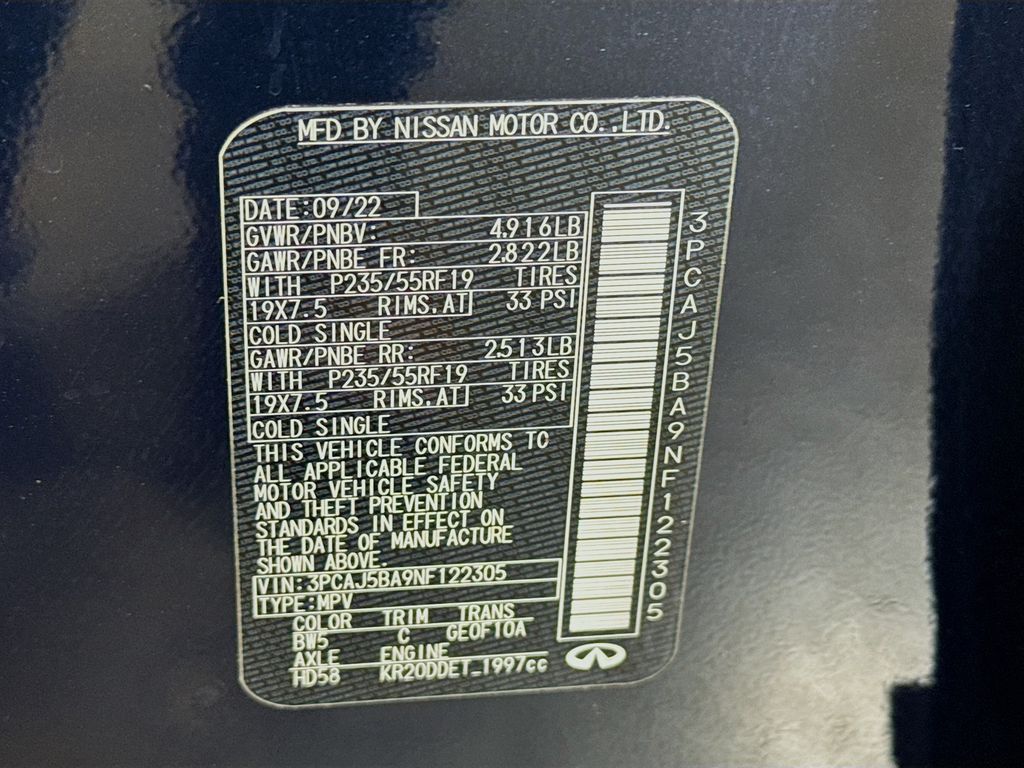 MFD BY NISSAN MOTOR CO.,LTD.
DATE:09/22
GVWR/PNBV: 4.916LB
GAWR/PNBE FR: 2.822LB
WITH P235/55RF19 TIRES
19X7.5 RIMS.AT 33 PSI
COLD SINGLE
GAWR/PNBE RR: 2.513LB
WITH P235/55RF19 TIRES
19X7.5 RIMS.AT 33 PSI
COLD SINGLE
THIS VEHICLE CONFORMS TO
ALL APPLICABLE FEDERAL
MOTOR VEHICLE SAFETY
AND THEFT PREVENTION
STANDARDS IN EFFECT ON
THE DATE OF MANUFACTURE
SHOWN ABOVE.
VIN:3PCAJ5BA9NF122305
TYPE:MPV
COLOR TRIM TRANS
BW5 C GE0F10A
AXLE ENGINE
HD58 KR20DDET_1997cc
3PCAJ5BA9NF122305